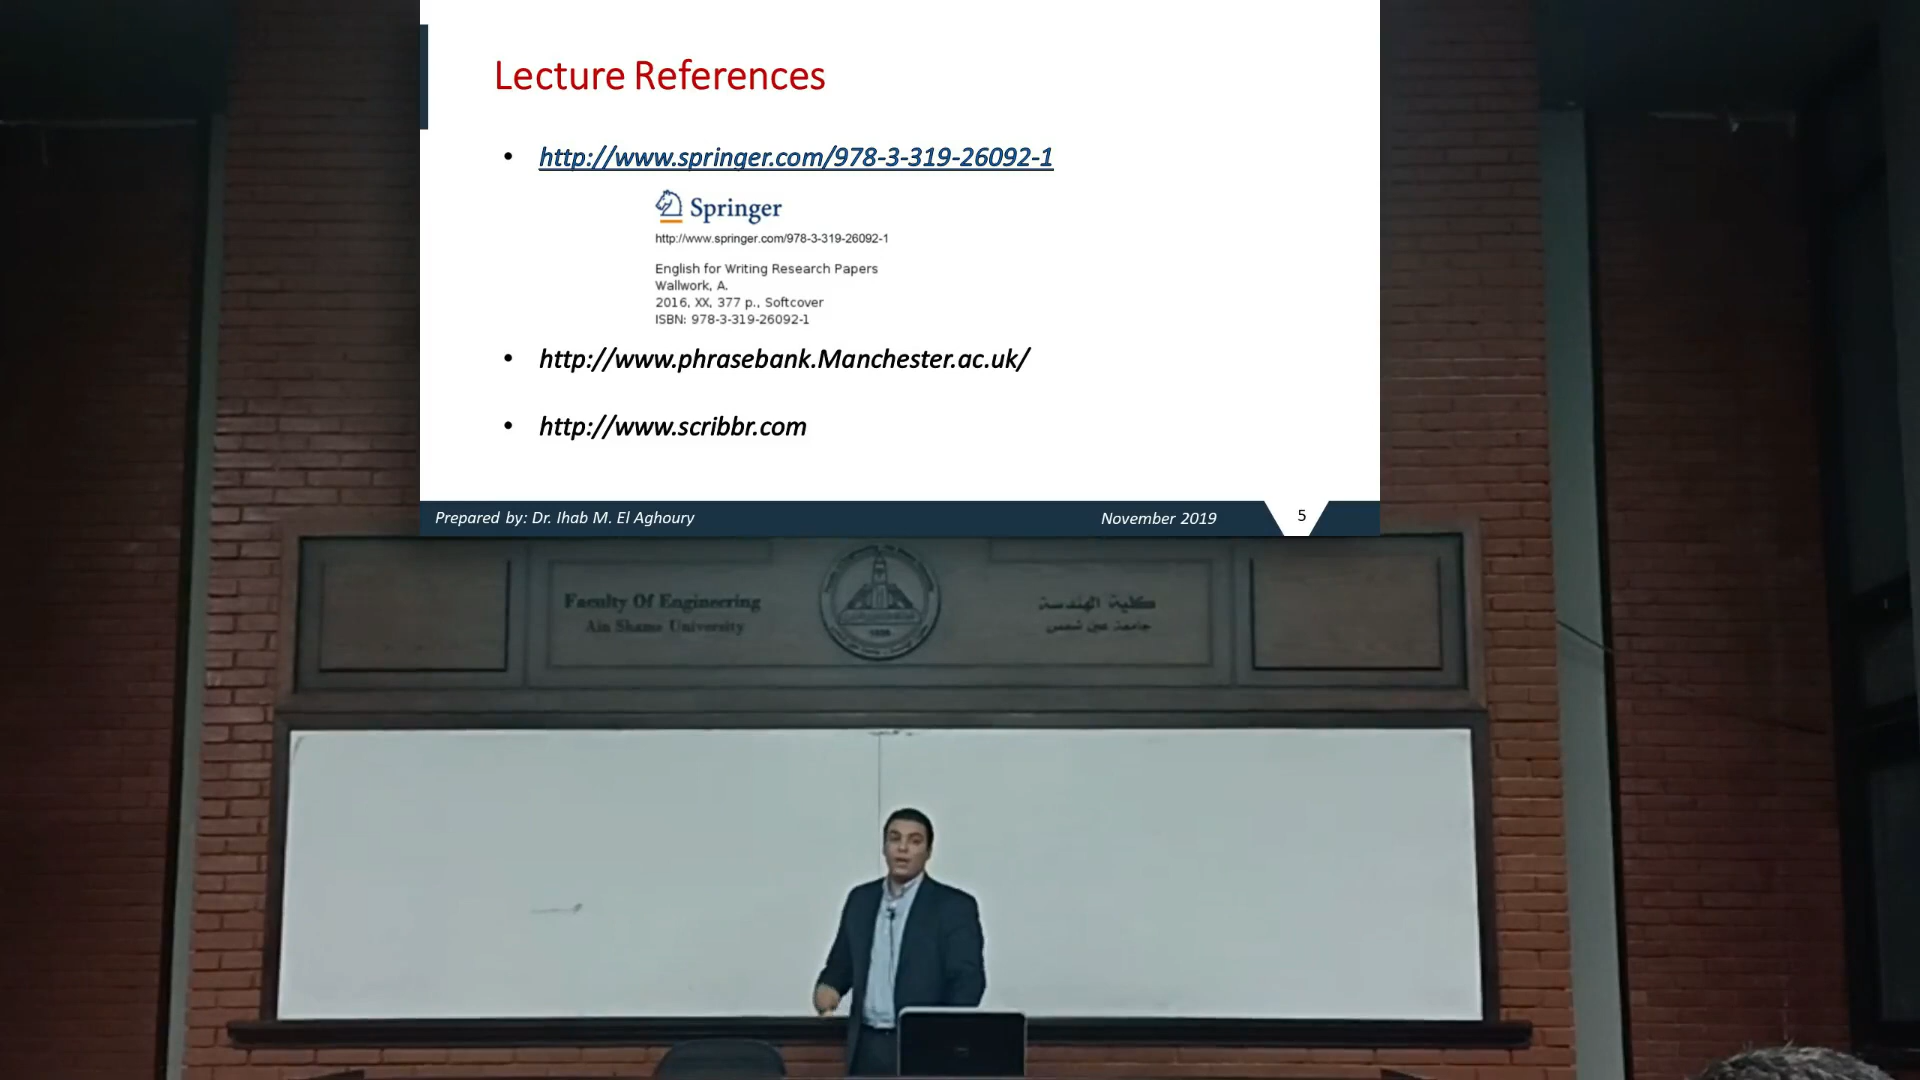 Lecture References
• http://www.springer.com/978-3-319-26092-1
Springer
http://www.springer.com/978-3-319-26092-1
English for Writing Research Papers
Wallwork, A.
2016, XX, 377 p., Softcover
ISBN: 978-3-319-26092-1
• http://www.phrasebank.Manchester.ac.uk/
• http://www.scribbr.com
Prepared by: Dr. Ihab M. El Aghoury
November 2019
5
Faculty Of Engineering
Ain Shams University
كلية الهندسة
جامعة عين شمس